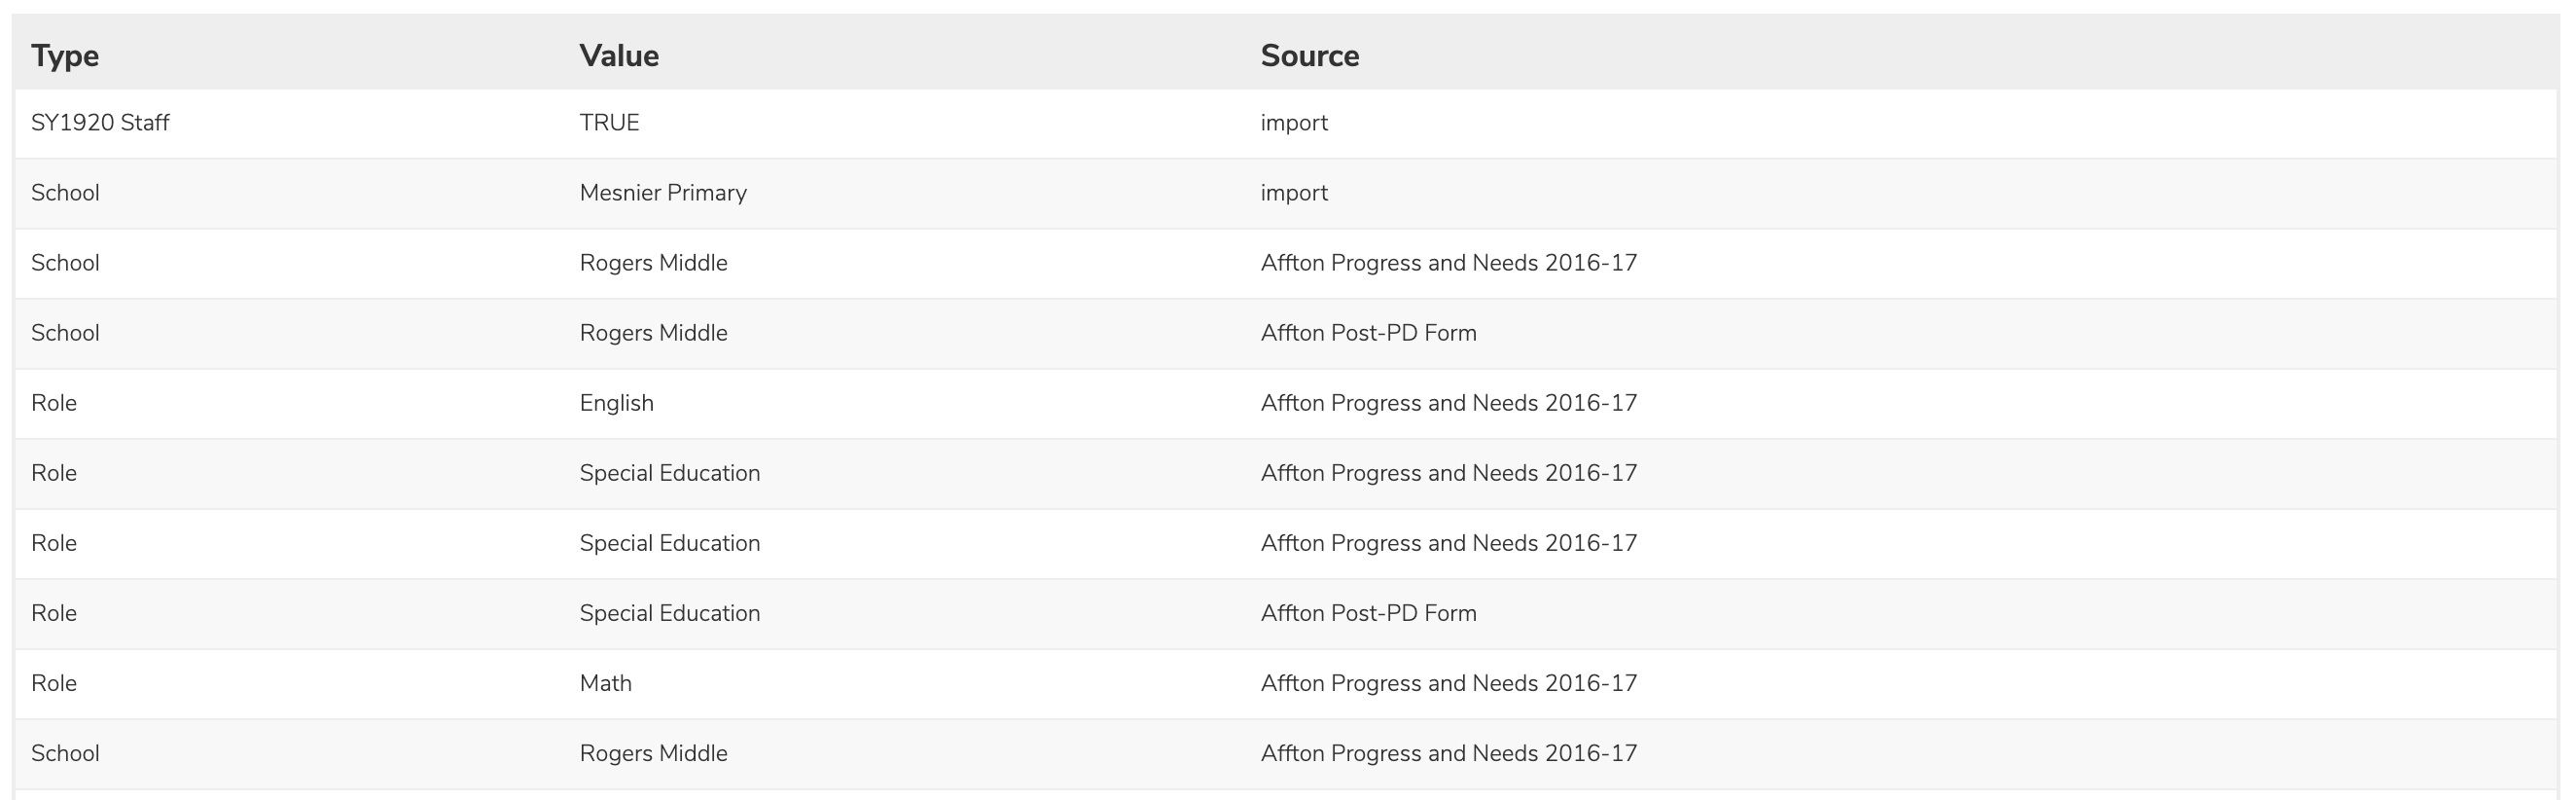 Type Value Source
SY1920 Staff TRUE import
School Mesnier Primary import
School Rogers Middle Affton Progress and Needs 2016-17
School Rogers Middle Affton Post-PD Form
Role English Affton Progress and Needs 2016-17
Role Special Education Affton Progress and Needs 2016-17
Role Special Education Affton Progress and Needs 2016-17
Role Special Education Affton Post-PD Form
Role Math Affton Progress and Needs 2016-17
School Rogers Middle Affton Progress and Needs 2016-17